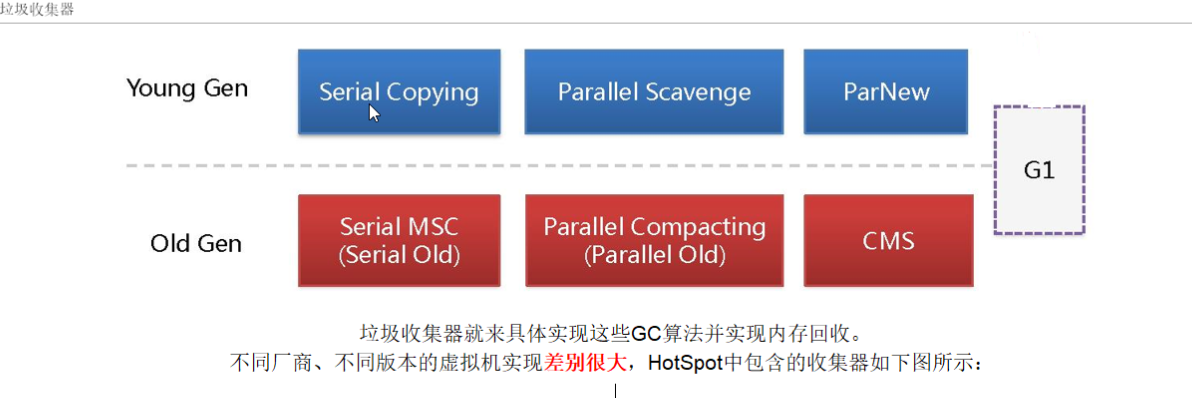 垃圾收集器
Young Gen
Serial Copying
Parallel Scavenge
ParNew
G1
Old Gen
Serial MSC
(Serial Old)
Parallel Compacting
(Parallel Old)
CMS
垃圾收集器就来具体实现这些GC算法并实现内存回收。
不同厂商、不同版本的虚拟机实现差别很大，HotSpot中包含的收集器如下图所示：